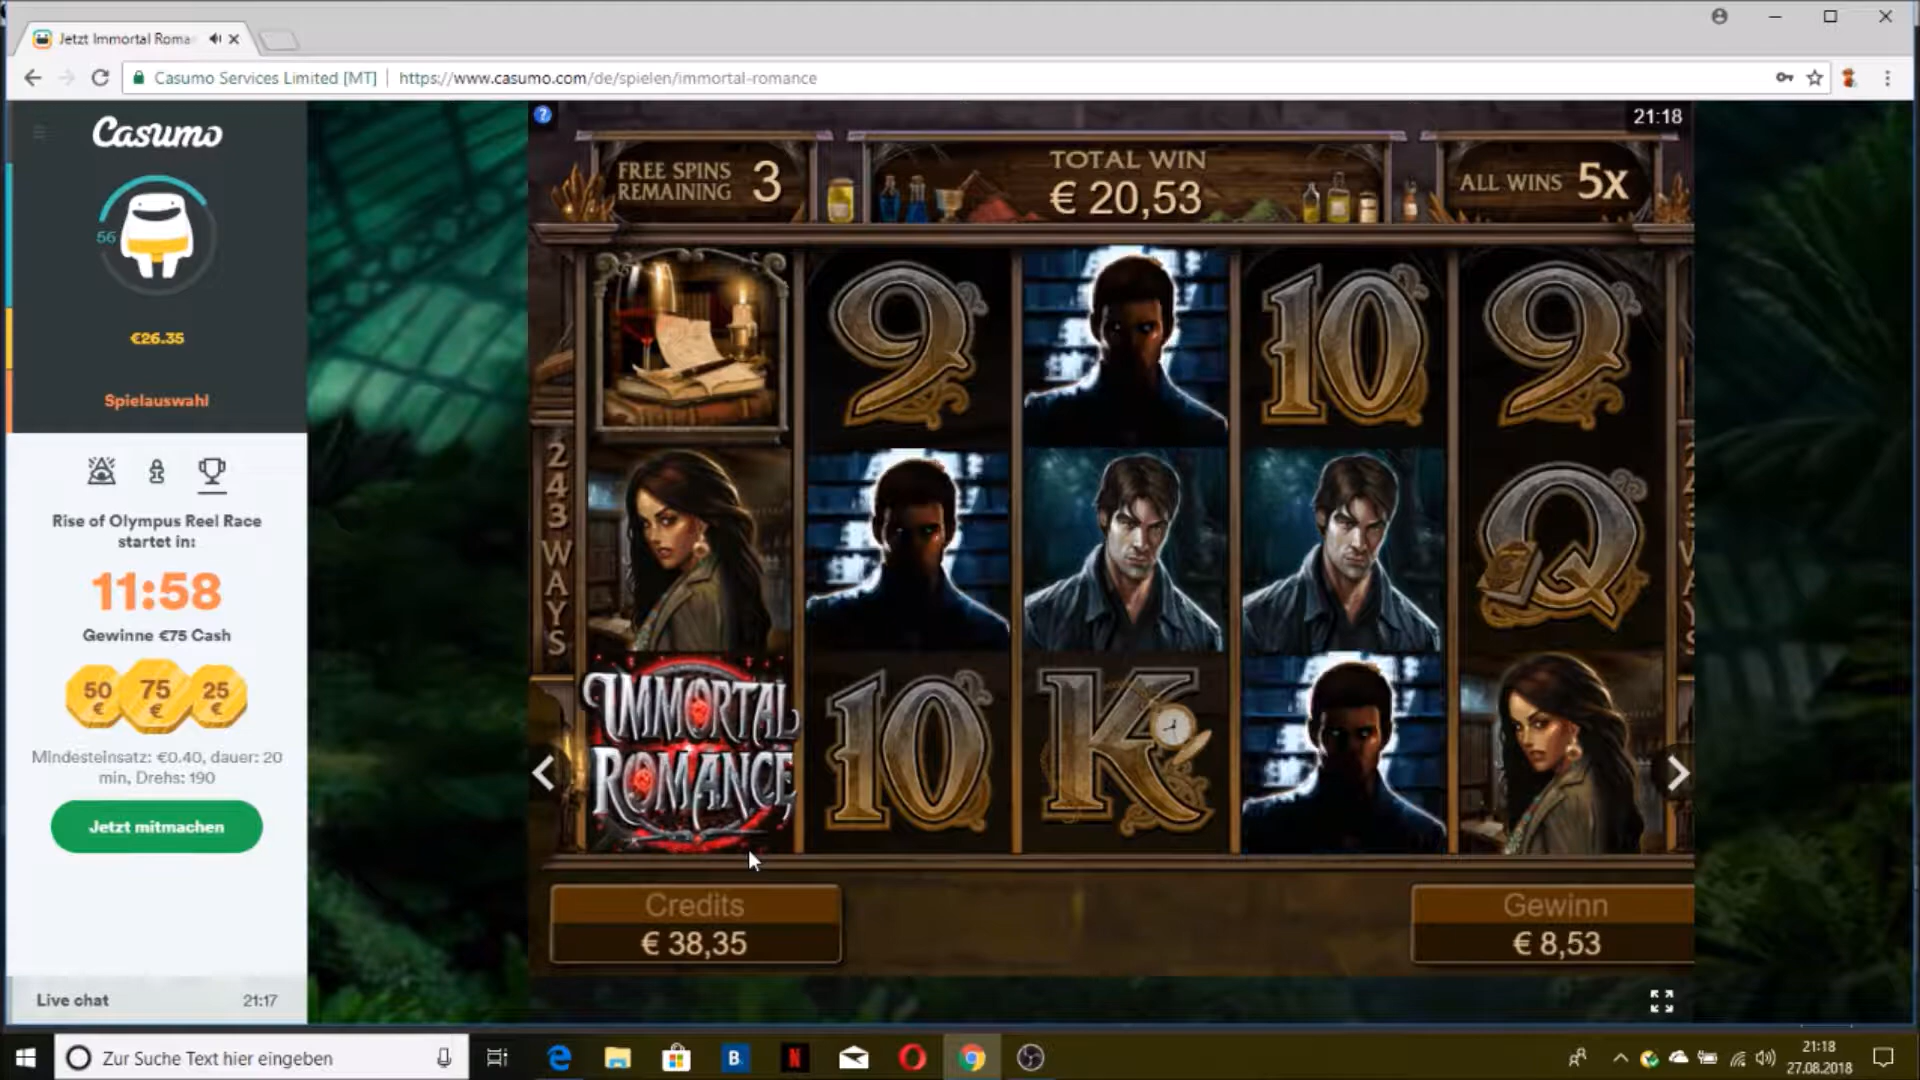 Jetzt Immortal Roma
Casumo Services Limited [MT] | https://www.casumo.com/de/spielen/immortal-romance
Casumo
56
€26.35
Spielauswahl
Rise of Olympus Reel Race
startet in:
11:58
Gewinne €75 Cash
50 €
75 €
25 €
Mindesteinsatz: €0.40, dauer: 20
min, Drehs: 190
Jetzt mitmachen
Live chat 21:17
?
21:18
FREE SPINS
REMAINING 3
TOTAL WIN
€ 20,53
ALL WINS 5x
243 WAYS
9
10
9
Q
IMMORTAL
ROMANCE
10
K
Credits
€ 38,35
Gewinn
€ 8,53
Zur Suche Text hier eingeben
B.
N
21:18
27.08.2018